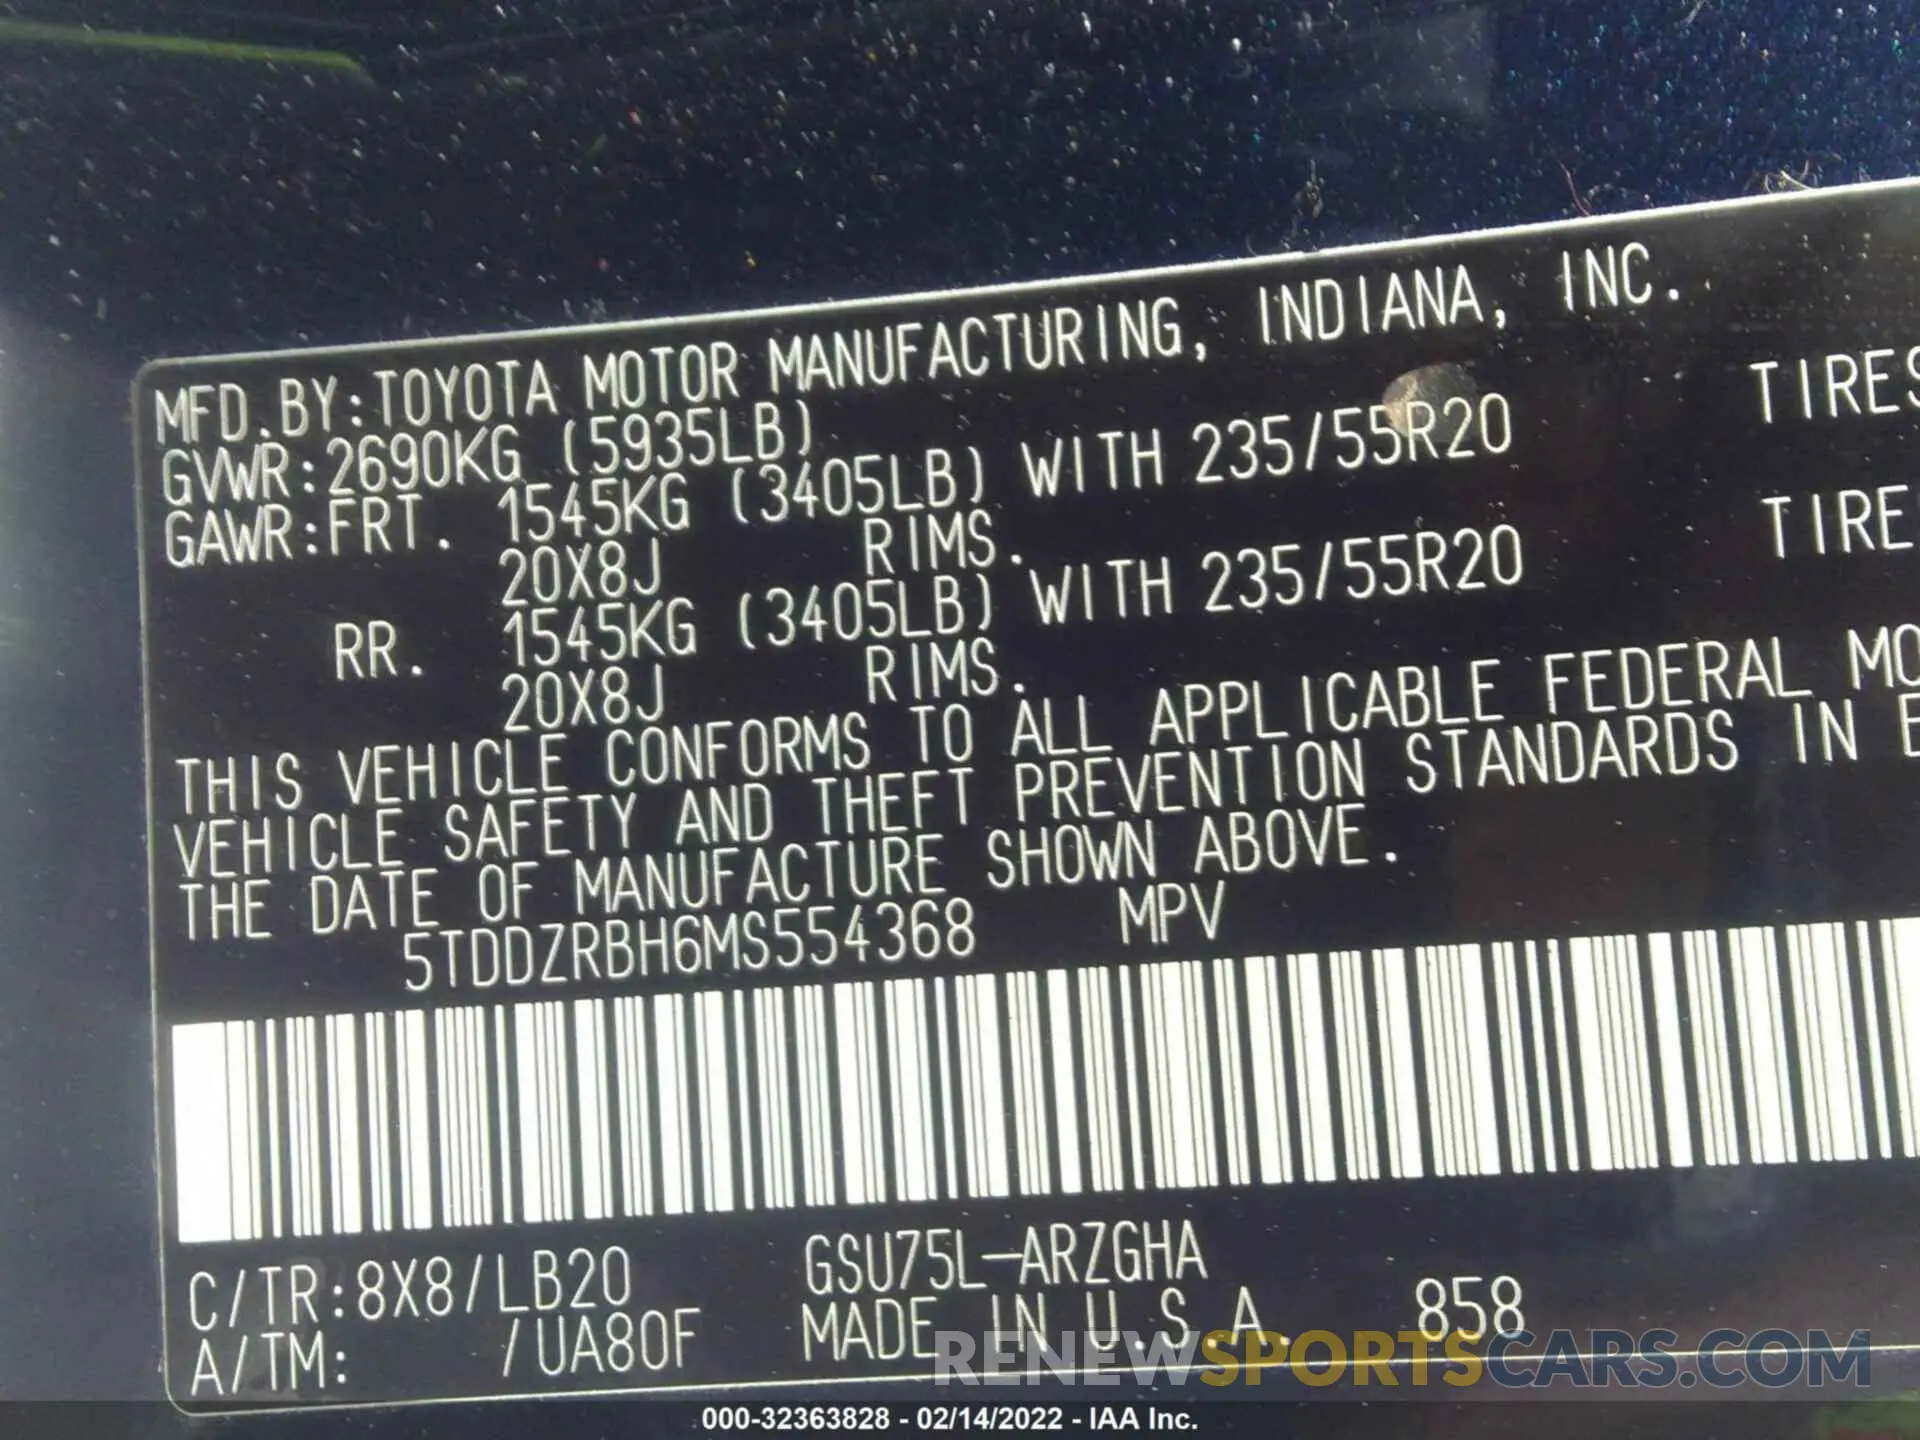 MFD.BY:TOYOTA MOTOR MANUFACTURING, INDIANA, INC.
GVWR:2690KG (5935LB)
GAWR:FRT. 1545KG (3405LB) WITH 235/55R20 TIRES
20X8J RIMS.
RR. 1545KG (3405LB) WITH 235/55R20 TIRE
20X8J RIMS.
THIS VEHICLE CONFORMS TO ALL APPLICABLE FEDERAL MO
VEHICLE SAFETY AND THEFT PREVENTION STANDARDS IN E
THE DATE OF MANUFACTURE SHOWN ABOVE.
5TDDZRBH6MS554368 MPV
C/TR:8X8/LB20 GSU75L-ARZGHA
A/TM: /UA80F MADE IN U.S.A. 858
RENEWSPORTSCARS.COM
000-32363828 - 02/14/2022 - IAA Inc.